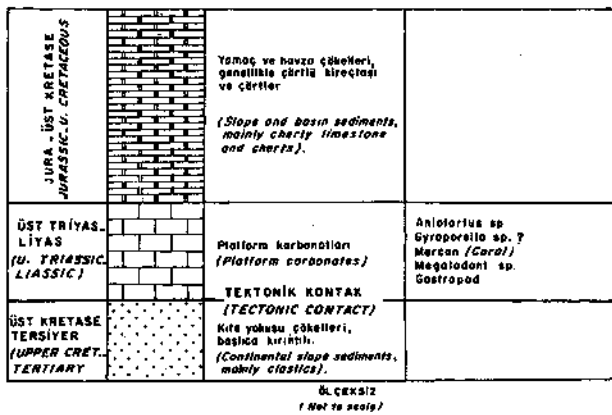 JURA - ÜST KRETASE
JURASSIC-U. CRETACEOUS
Yamaç ve havza çökelleri,
genellikle çörtlü kireçtaşı
ve çörtler
(Slope and basin sediments,
mainly cherty limestone
and cherts).
ÜST TRİYAS-
LİYAS
(U. TRIASSIC-
LIASSIC)
Platform karbonatları
(Platform carbonates)
Aniotortus sp
Gyroporella sp. ?
Mercan (Coral)
Megalodont sp.
Gastropod
TEKTONİK KONTAK
(TECTONIC CONTACT)
ÜST KRETASE
TERSİYER
(UPPER CRET.-
TERTIARY
Kıta yokuşu çökelleri,
başlıca kırıntılı.
(Continental slope sediments,
mainly clastics).
ÖLÇEKSİZ
(Not to scale)